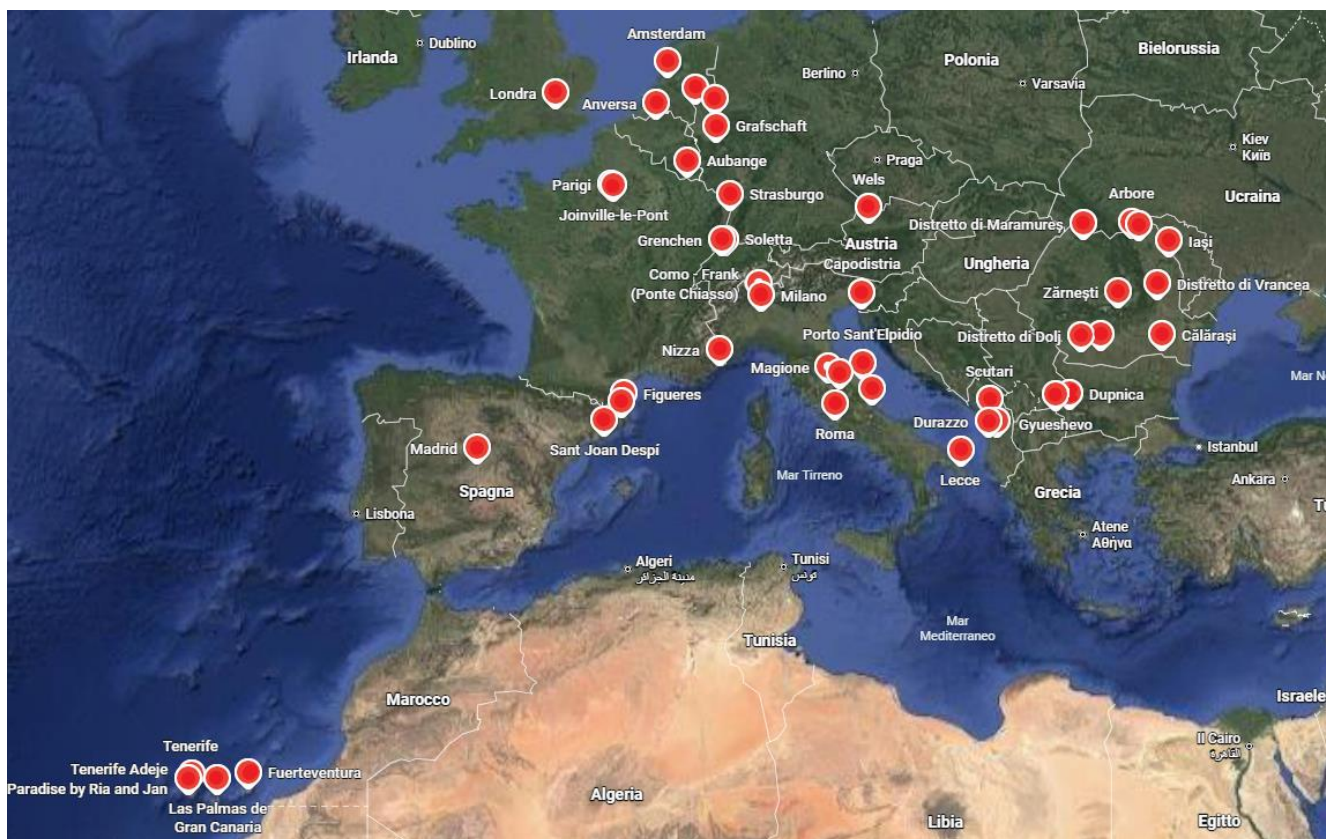 Amsterdam
Irlanda
Dublino
Bielorussia
Polonia
Berlino
Varsavia
Londra
Anversa
Grafschaft
Kiev
Київ
Praga
Aubange
Wels
Parigi
Strasburgo
Ucraina
Arbore
Joinville-le-Pont
Distretto di Maramureș
Grenchen
Soletta
Austria
Iași
Capodistria
Ungheria
Como - Frank
(Ponte Chiasso)
Milano
Zărnești
Distretto di Vrancea
Porto Sant'Elpidio
Distretto di Dolj
Călărași
Nizza
Magione
Scutari
Mar Ne
Figueres
Dupnica
Roma
Durazzo
Gyueshevo
Madrid
Sant Joan Despí
Istanbul
Mar Tirreno
Lecce
Ankara
Spagna
Grecia
Lisbona
Atene
Αθήνα
Algeri
مدينة الجزائر
Tunisi
تونس
Mar
Mediterraneo
Tunisia
Marocco
Israele
Il Cairo
القاهرة
Tenerife
Tenerife Adeje
Paradise by Ria and Jan
Fuerteventura
Las Palmas de
Gran Canaria
Algeria
Libia
Egitto